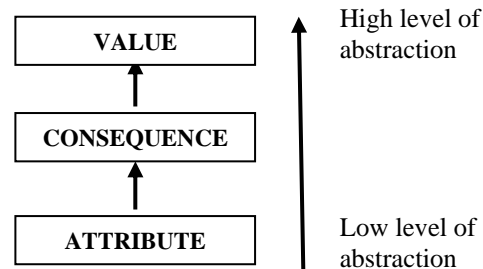 VALUE
High level of
abstraction
CONSEQUENCE
ATTRIBUTE
Low level of
abstraction